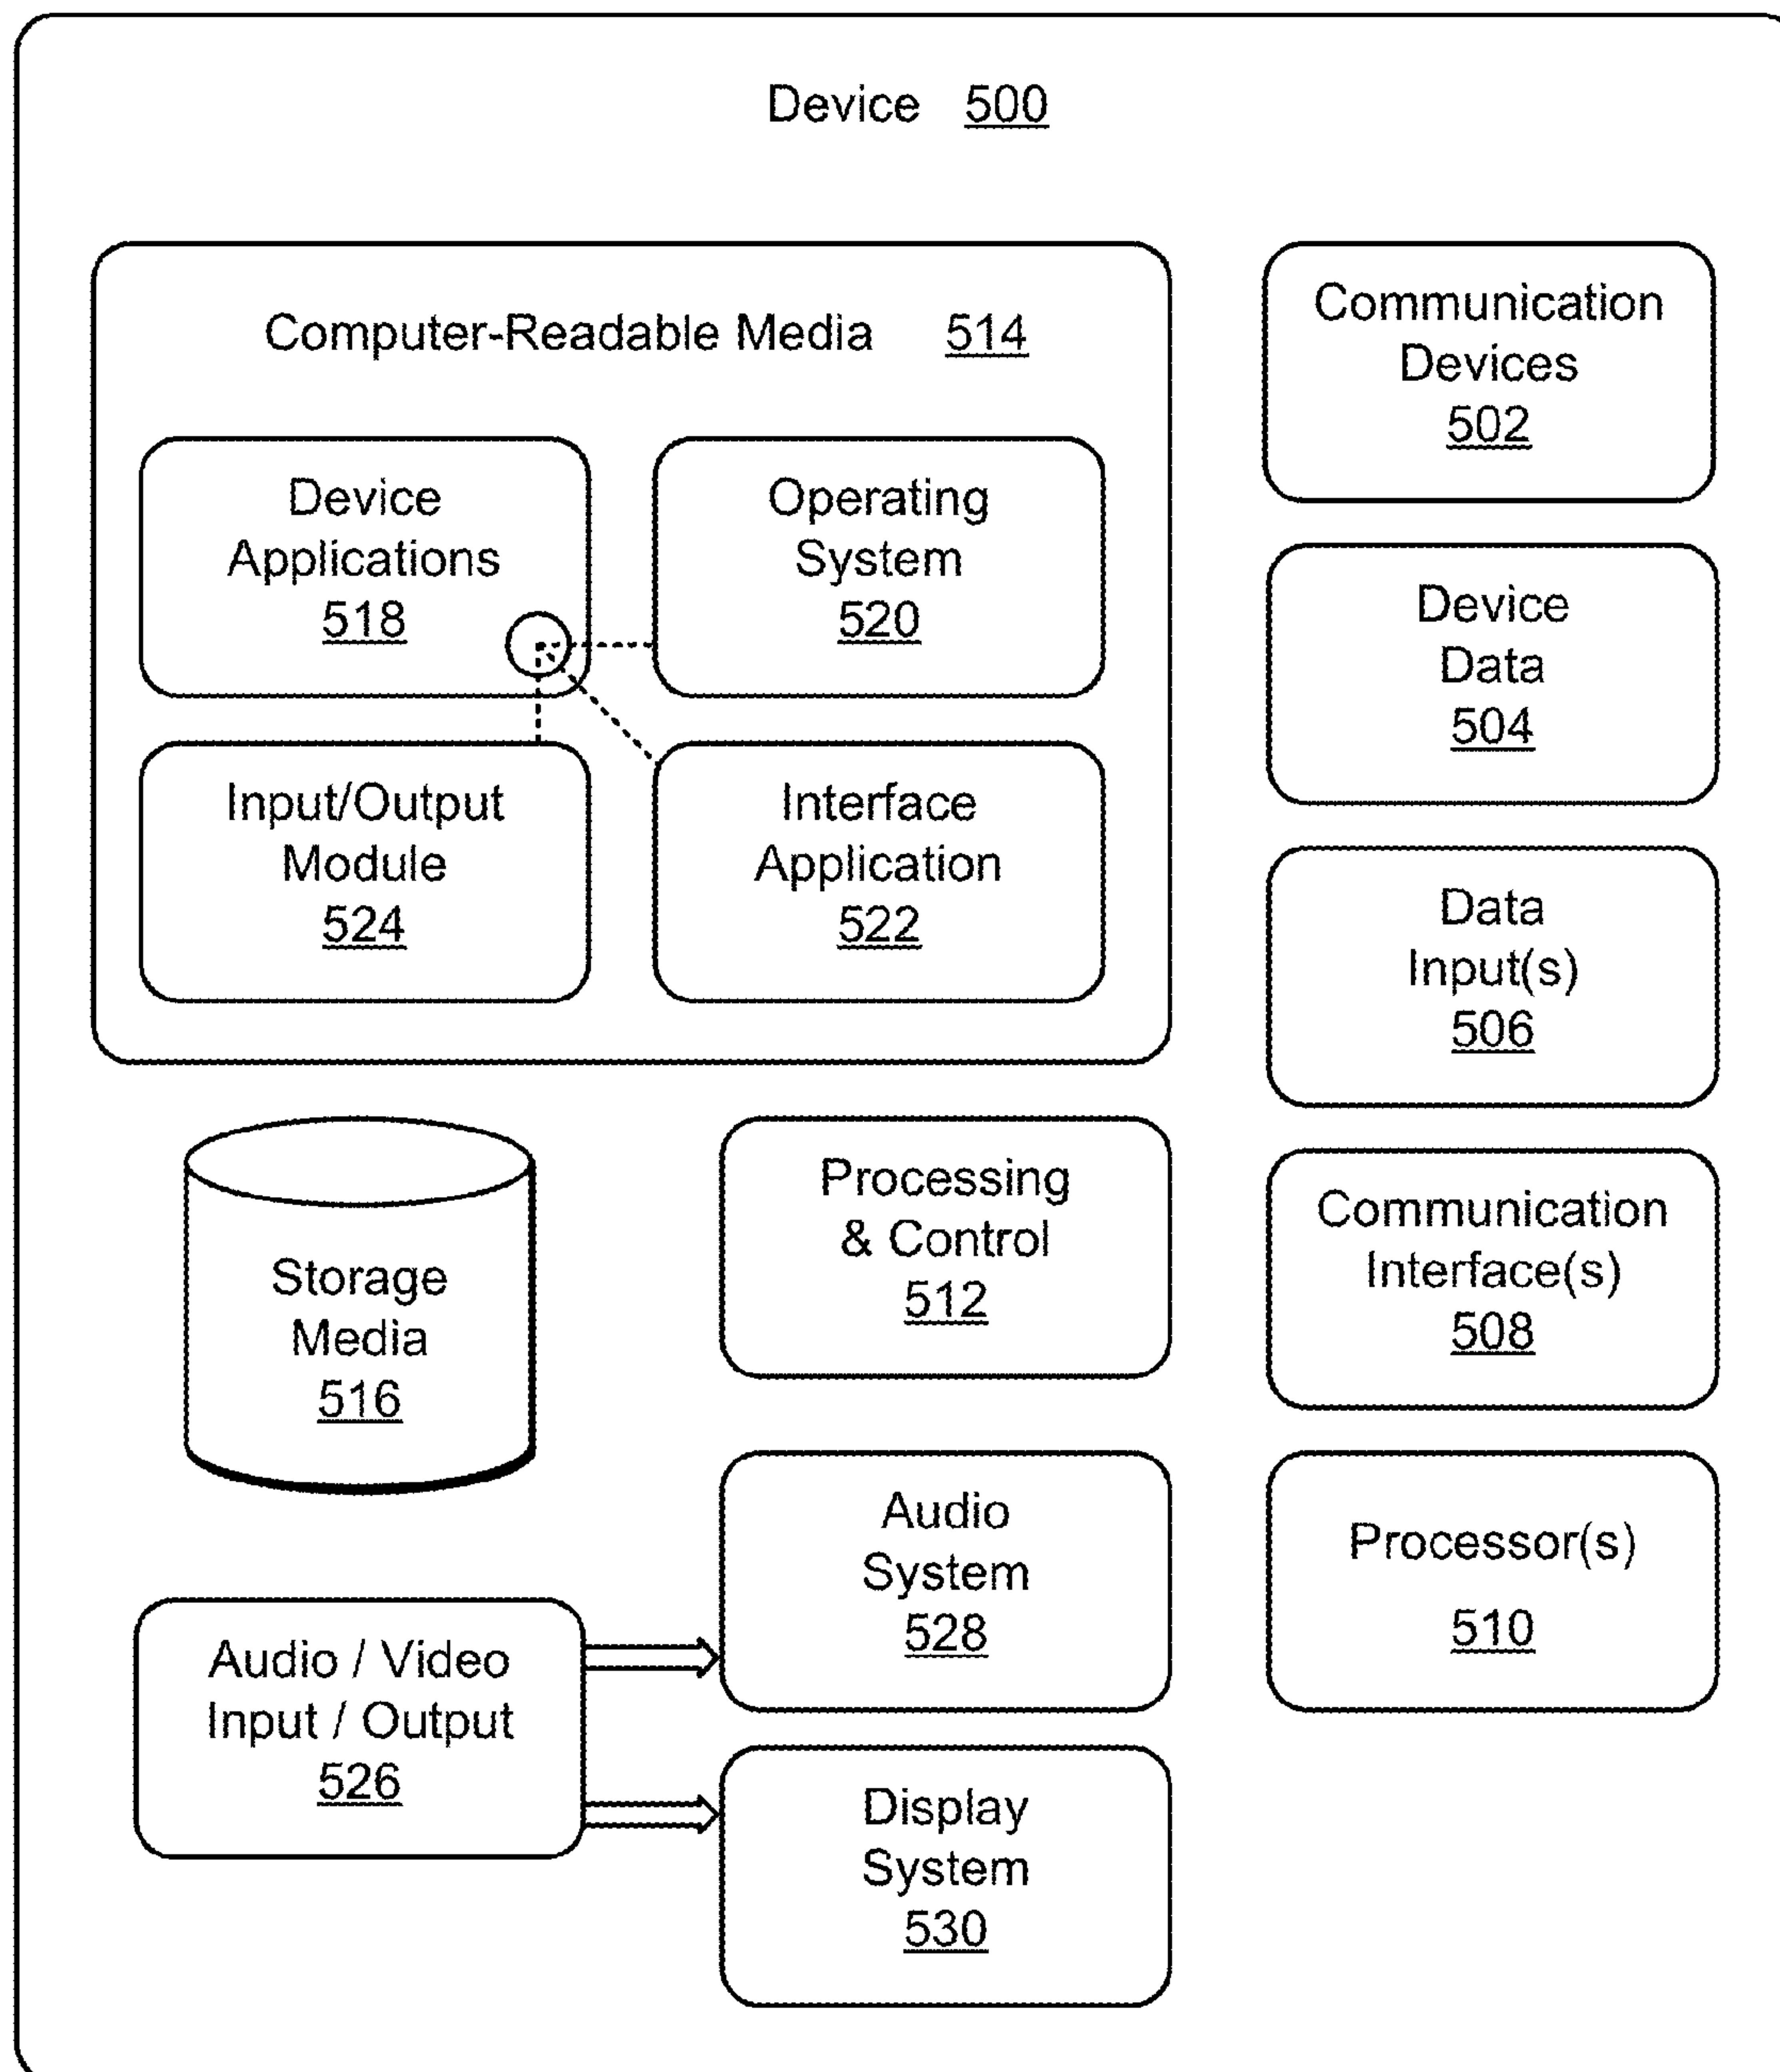 Device 500
Computer-Readable Media 514
Device
Applications
518
Operating
System
520
Input/Output
Module
524
Interface
Application
522
Storage
Media
516
Processing
& Control
512
Audio / Video
Input / Output
526
Audio
System
528
Display
System
530
Communication
Devices
502
Device
Data
504
Data
Input(s)
506
Communication
Interface(s)
508
Processor(s)
510